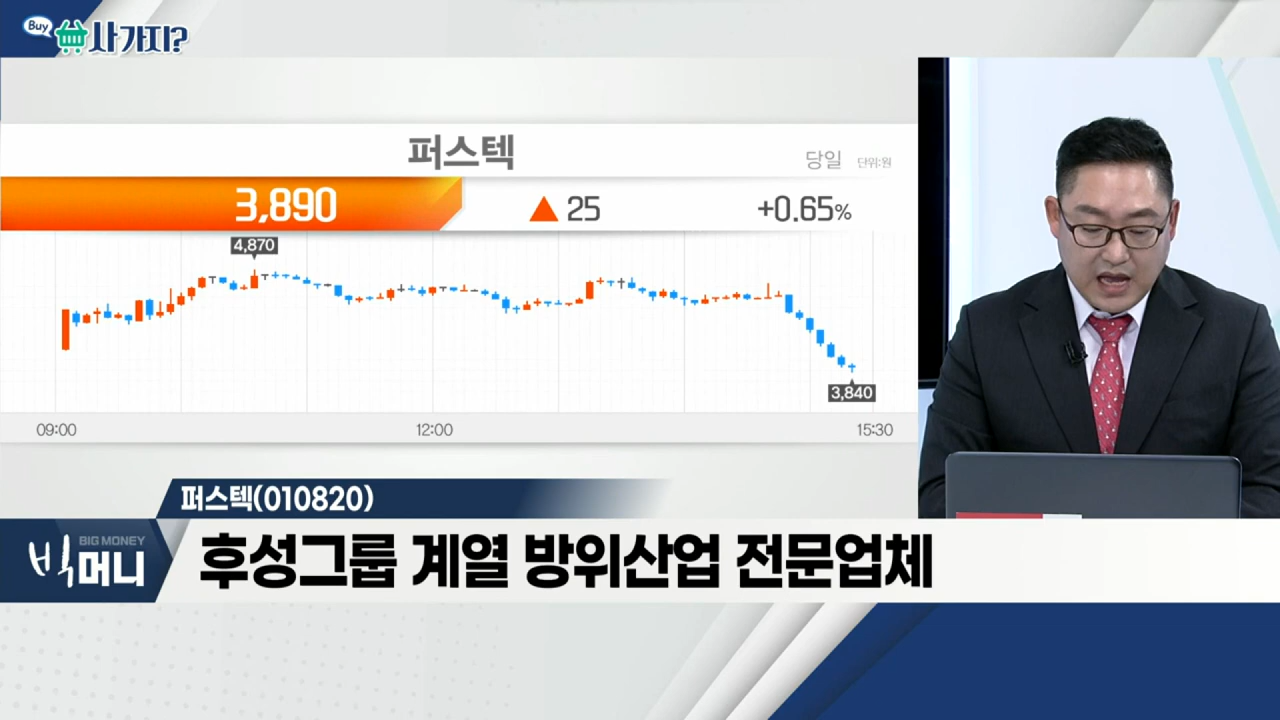 Buy 사가지?
퍼스텍
당일 단위:원
3,890 ▲ 25 +0.65%
4,870
3,840
09:00 12:00 15:30
퍼스텍(010820)
BIG MONEY
빅머니
후성그룹 계열 방위산업 전문업체